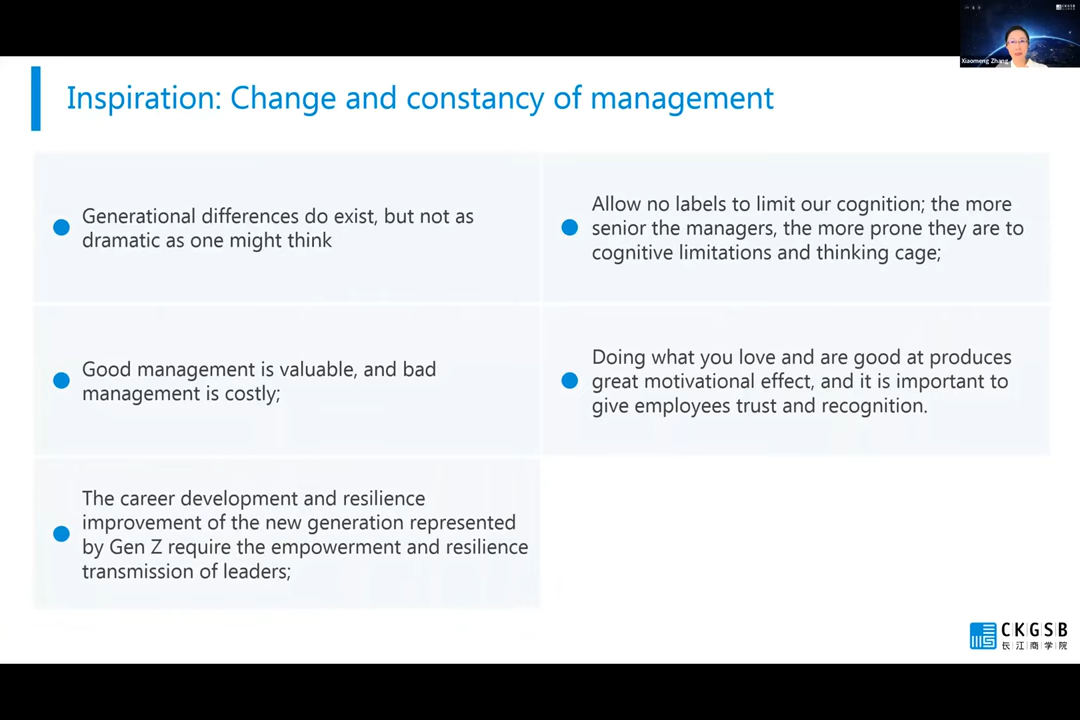 CKGSB
Xiaomeng Zhang
Inspiration: Change and constancy of management
Generational differences do exist, but not as
dramatic as one might think
Allow no labels to limit our cognition; the more
senior the managers, the more prone they are to
cognitive limitations and thinking cage;
Good management is valuable, and bad
management is costly;
Doing what you love and are good at produces
great motivational effect, and it is important to
give employees trust and recognition.
The career development and resilience
improvement of the new generation represented
by Gen Z require the empowerment and resilience
transmission of leaders;
CKGSB
长江商学院